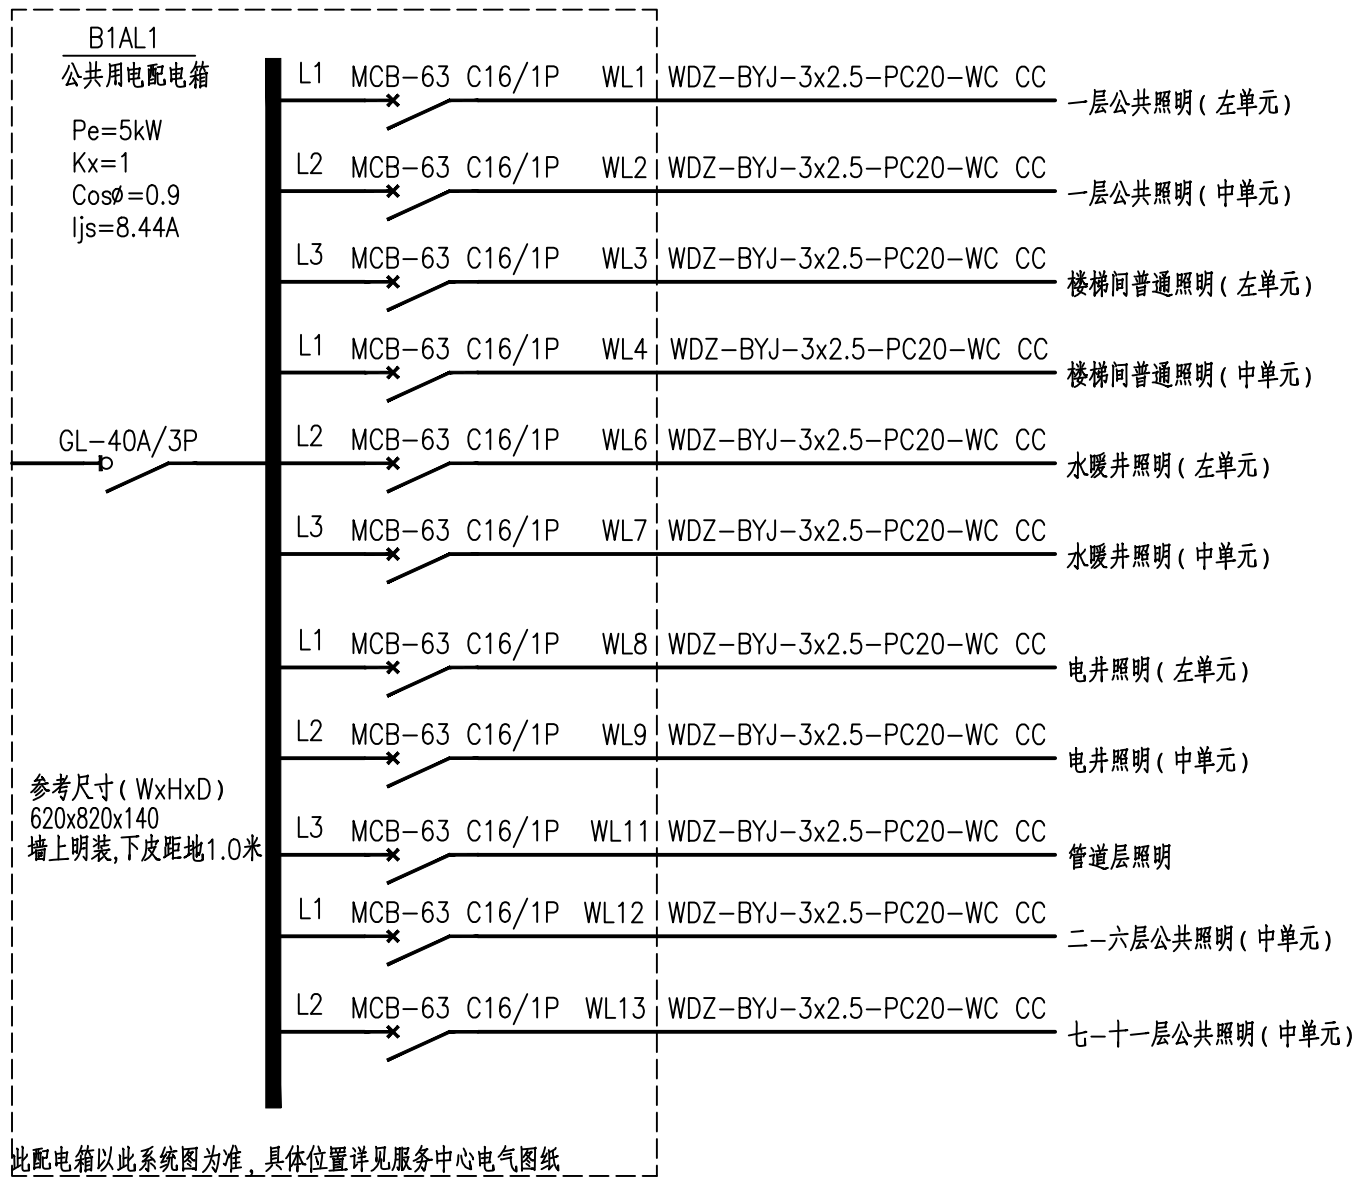 B1AL1
公共用电配电箱
Pe=5kW
Kx=1
Cosø=0.9
Ijs=8.44A
GL-40A/3P
L1 MCB-63 C16/1P WL1 WDZ-BYJ-3x2.5-PC20-WC CC 一层公共照明(左单元)
L2 MCB-63 C16/1P WL2 WDZ-BYJ-3x2.5-PC20-WC CC 一层公共照明(中单元)
L3 MCB-63 C16/1P WL3 WDZ-BYJ-3x2.5-PC20-WC CC 楼梯间普通照明(左单元)
L1 MCB-63 C16/1P WL4 WDZ-BYJ-3x2.5-PC20-WC CC 楼梯间普通照明(中单元)
L2 MCB-63 C16/1P WL6 WDZ-BYJ-3x2.5-PC20-WC CC 水暖井照明(左单元)
L3 MCB-63 C16/1P WL7 WDZ-BYJ-3x2.5-PC20-WC CC 水暖井照明(中单元)
L1 MCB-63 C16/1P WL8 WDZ-BYJ-3x2.5-PC20-WC CC 电井照明(左单元)
L2 MCB-63 C16/1P WL9 WDZ-BYJ-3x2.5-PC20-WC CC 电井照明(中单元)
L3 MCB-63 C16/1P WL11 WDZ-BYJ-3x2.5-PC20-WC CC 管道层照明
L1 MCB-63 C16/1P WL12 WDZ-BYJ-3x2.5-PC20-WC CC 二-六层公共照明(中单元)
L2 MCB-63 C16/1P WL13 WDZ-BYJ-3x2.5-PC20-WC CC 七-十一层公共照明(中单元)
参考尺寸(WxHxD)
620x820x140
墙上明装,下皮距地1.0米
此配电箱以此系统图为准,具体位置详见服务中心电气图纸